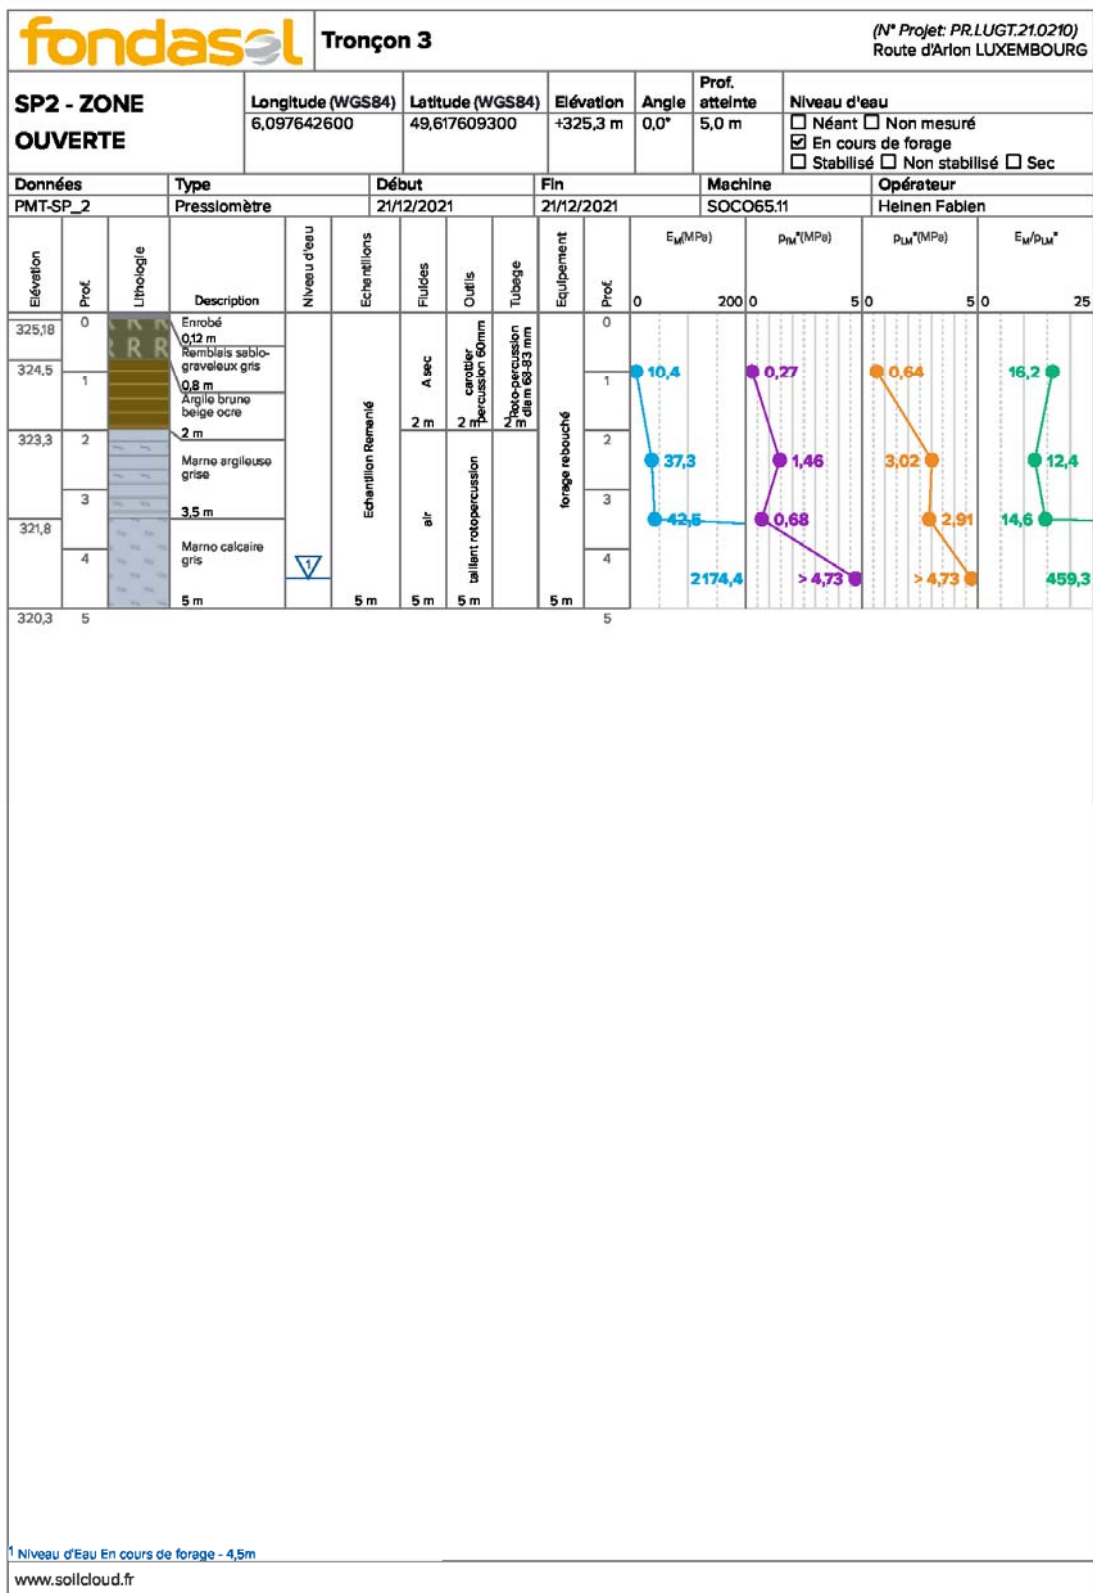 fondasol
Tronçon 3
(N° Projet: PR.LUGT.21.0210)
Route d'Arlon LUXEMBOURG
SP2 - ZONE
OUVERTE
Longitude (WGS84) Latitude (WGS84) Elévation Angle Prof. atteinte Niveau d'eau
6,097642600 49,617609300 +325,3 m 0,0° 5,0 m
☐ Néant ☐ Non mesuré
☑ En cours de forage
☐ Stabilisé ☐ Non stabilisé ☐ Sec
Données Type Début Fin Machine Opérateur
PMT-SP_2 Pressiomètre 21/12/2021 21/12/2021 SOCO65.11 Heinen Fabien
Elévation
Prof.
Lithologie
Description
Niveau d'eau
Echantillons
Fluides
Outils
Tubage
Equipement
Prof.
EM(MPa)
0 200
pfM*(MPa)
0 5
pLM*(MPa)
0 5
EM/pLM*
0 25
325,18
324,5
323,3
321,8
320,3
0
1
2
3
4
5
R R R
R R R
Enrobé
0,12 m
Remblais sablo-
graveleux gris
0,8 m
Argile brune
beige ocre
2 m
Marne argileuse
grise
3,5 m
Marno calcaire
gris
5 m
1
Echantillon Remanié
5 m
A sec
2 m
air
5 m
carottier
percussion 60mm
2 m
taillant rotopercussion
5 m
Roto-percussion
diam 68-83 mm
2 m
forage rebouché
5 m
0
1
2
3
4
5
10,4
37,3
42,5
2174,4
0,27
1,46
0,68
> 4,73
0,64
3,02
2,91
> 4,73
16,2
12,4
14,6
459,3
1 Niveau d'Eau En cours de forage - 4,5m
www.soilcloud.fr